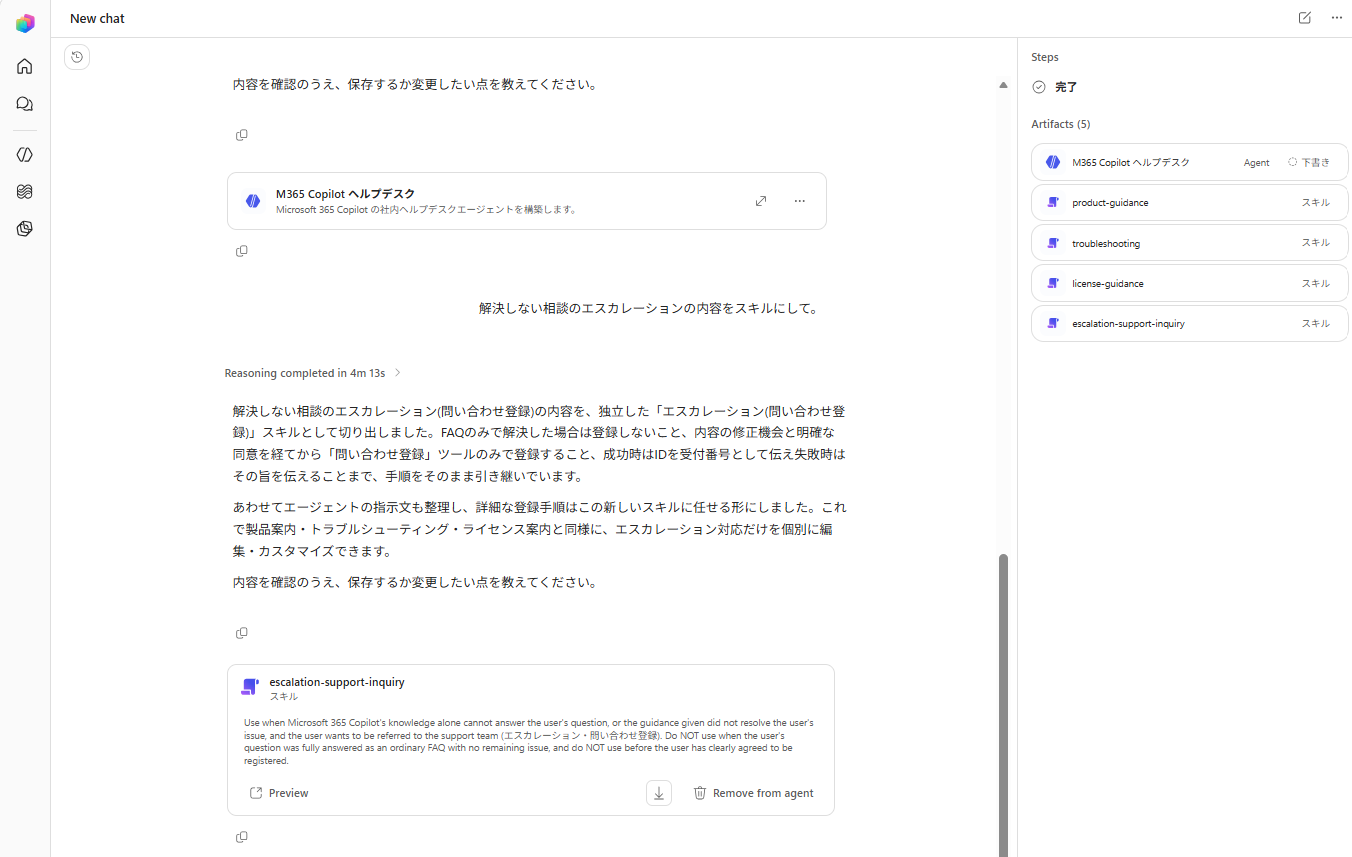 New chat
内容を確認のうえ、保存するか変更したい点を教えてください。
M365 Copilot ヘルプデスク
Microsoft 365 Copilot の社内ヘルプデスクエージェントを構築します。
解決しない相談のエスカレーションの内容をスキルにして。
Reasoning completed in 4m 13s
解決しない相談のエスカレーション(問い合わせ登録)の内容を、独立した「エスカレーション(問い合わせ登
録)」スキルとして切り出しました。FAQのみで解決した場合は登録しないこと、内容の修正機会と明確な
同意を経てから「問い合わせ登録」ツールのみで登録すること、成功時はIDを受付番号として伝え失敗時は
その旨を伝えることまで、手順をそのまま引き継いでいます。
あわせてエージェントの指示文も整理し、詳細な登録手順はこの新しいスキルに任せる形にしました。これ
で製品案内・トラブルシューティング・ライセンス案内と同様に、エスカレーション対応だけを個別に編
集・カスタマイズできます。
内容を確認のうえ、保存するか変更したい点を教えてください。
escalation-support-inquiry
スキル
Use when Microsoft 365 Copilot's knowledge alone cannot answer the user's question, or the guidance given did not resolve the user's
issue, and the user wants to be referred to the support team (エスカレーション・問い合わせ登録). Do NOT use when the user's
question was fully answered as an ordinary FAQ with no remaining issue, and do NOT use before the user has clearly agreed to be
registered.
Preview
Remove from agent
Steps
完了
Artifacts (5)
M365 Copilot ヘルプデスク Agent 下書き
product-guidance スキル
troubleshooting スキル
license-guidance スキル
escalation-support-inquiry スキル